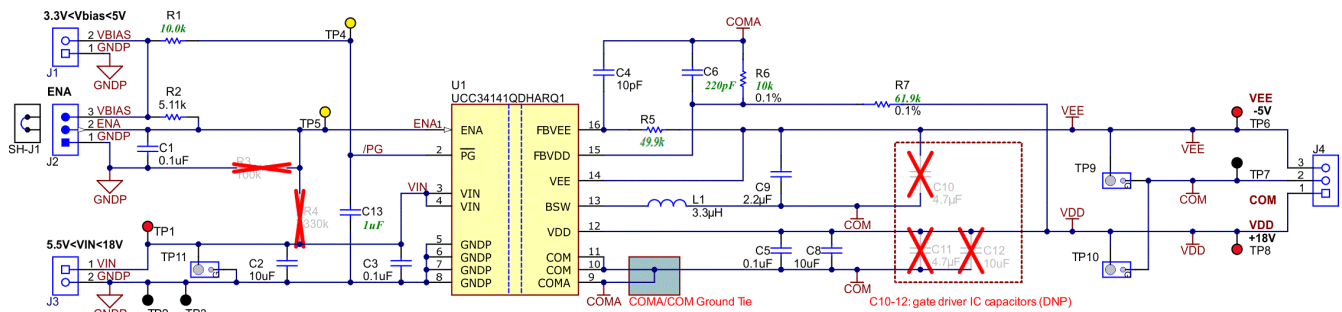 3.3V<Vbias<5V
R1
10.0k
2 VBIAS
1 GNDP
J1
GNDP
TP4
ENA
R2
5.11k
3 VBIAS
2 ENA
1 GNDP
SH-J1
J2
GNDP
C1
0.1uF
TP5
R3
100k
R4
330k
/PG
VIN
C13
1uF
5.5V<VIN<18V
TP1
1 VIN
2 GNDP
J3
GNDP
TP11
C2
10uF
C3
0.1uF
U1
UCC34141QDHARQ1
ENA 1 ENA
2 PG
3 VIN
4 VIN
5 GNDP
6 GNDP
7 GNDP
8 GNDP
FBVEE 16
FBVDD 15
VEE 14
BSW 13
VDD 12
COM 11
COM 10
COMA 9
COMA
C4
10pF
C6
220pF
R6
10k
0.1%
R7
61.9k
0.1%
R5
49.9k
L1
3.3µH
C9
2.2µF
COM
C5
0.1uF
C8
10uF
COM
COMA
COMA/COM Ground Tie
C10
4.7µF
C11
4.7µF
C12
10uF
C10-12: gate driver IC capacitors (DNP)
VEE
VDD
TP9
TP10
VEE
COM
VDD
VEE
-5V
TP6
TP7
COM
VDD
+18V
TP8
J4
3
2
1